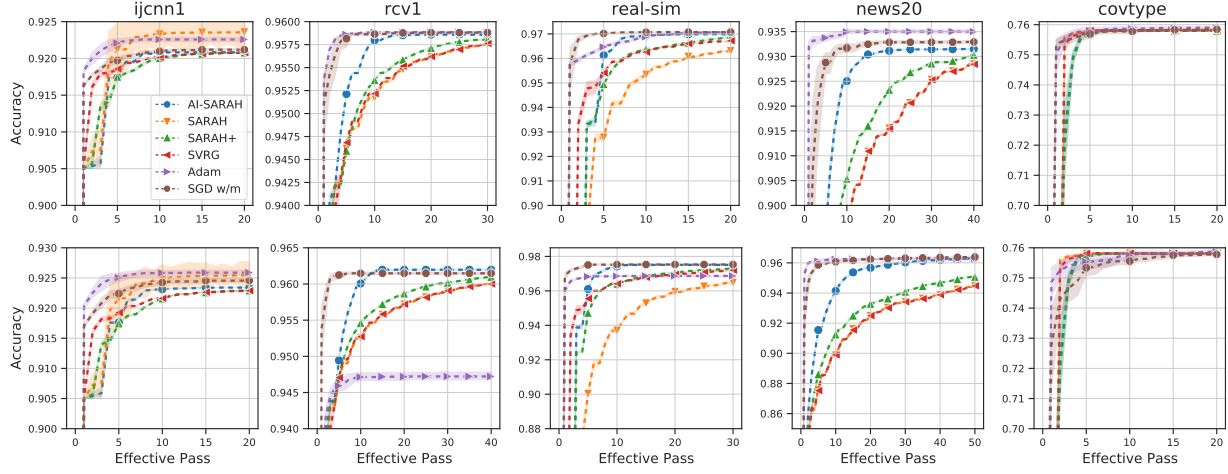 ijcnn1 rcv1 real-sim news20 covtype
Accuracy
0.925
0.920
0.915
0.910
0.905
0.900
0 5 10 15 20
AI-SARAH
SARAH
SARAH+
SVRG
Adam
SGD w/m
0.9600
0.9575
0.9550
0.9525
0.9500
0.9475
0.9450
0.9425
0.9400
0 10 20 30
0.97
0.96
0.95
0.94
0.93
0.92
0.91
0.90
0 5 10 15 20
0.935
0.930
0.925
0.920
0.915
0.910
0.905
0.900
0 10 20 30 40
0.76
0.75
0.74
0.73
0.72
0.71
0.70
0 5 10 15 20
Accuracy
0.930
0.925
0.920
0.915
0.910
0.905
0.900
0 5 10 15 20
Effective Pass
0.965
0.960
0.955
0.950
0.945
0.940
0 10 20 30 40
Effective Pass
0.98
0.96
0.94
0.92
0.90
0.88
0 10 20 30
Effective Pass
0.96
0.94
0.92
0.90
0.88
0.86
0 10 20 30 40 50
Effective Pass
0.76
0.75
0.74
0.73
0.72
0.71
0.70
0 5 10 15 20
Effective Pass